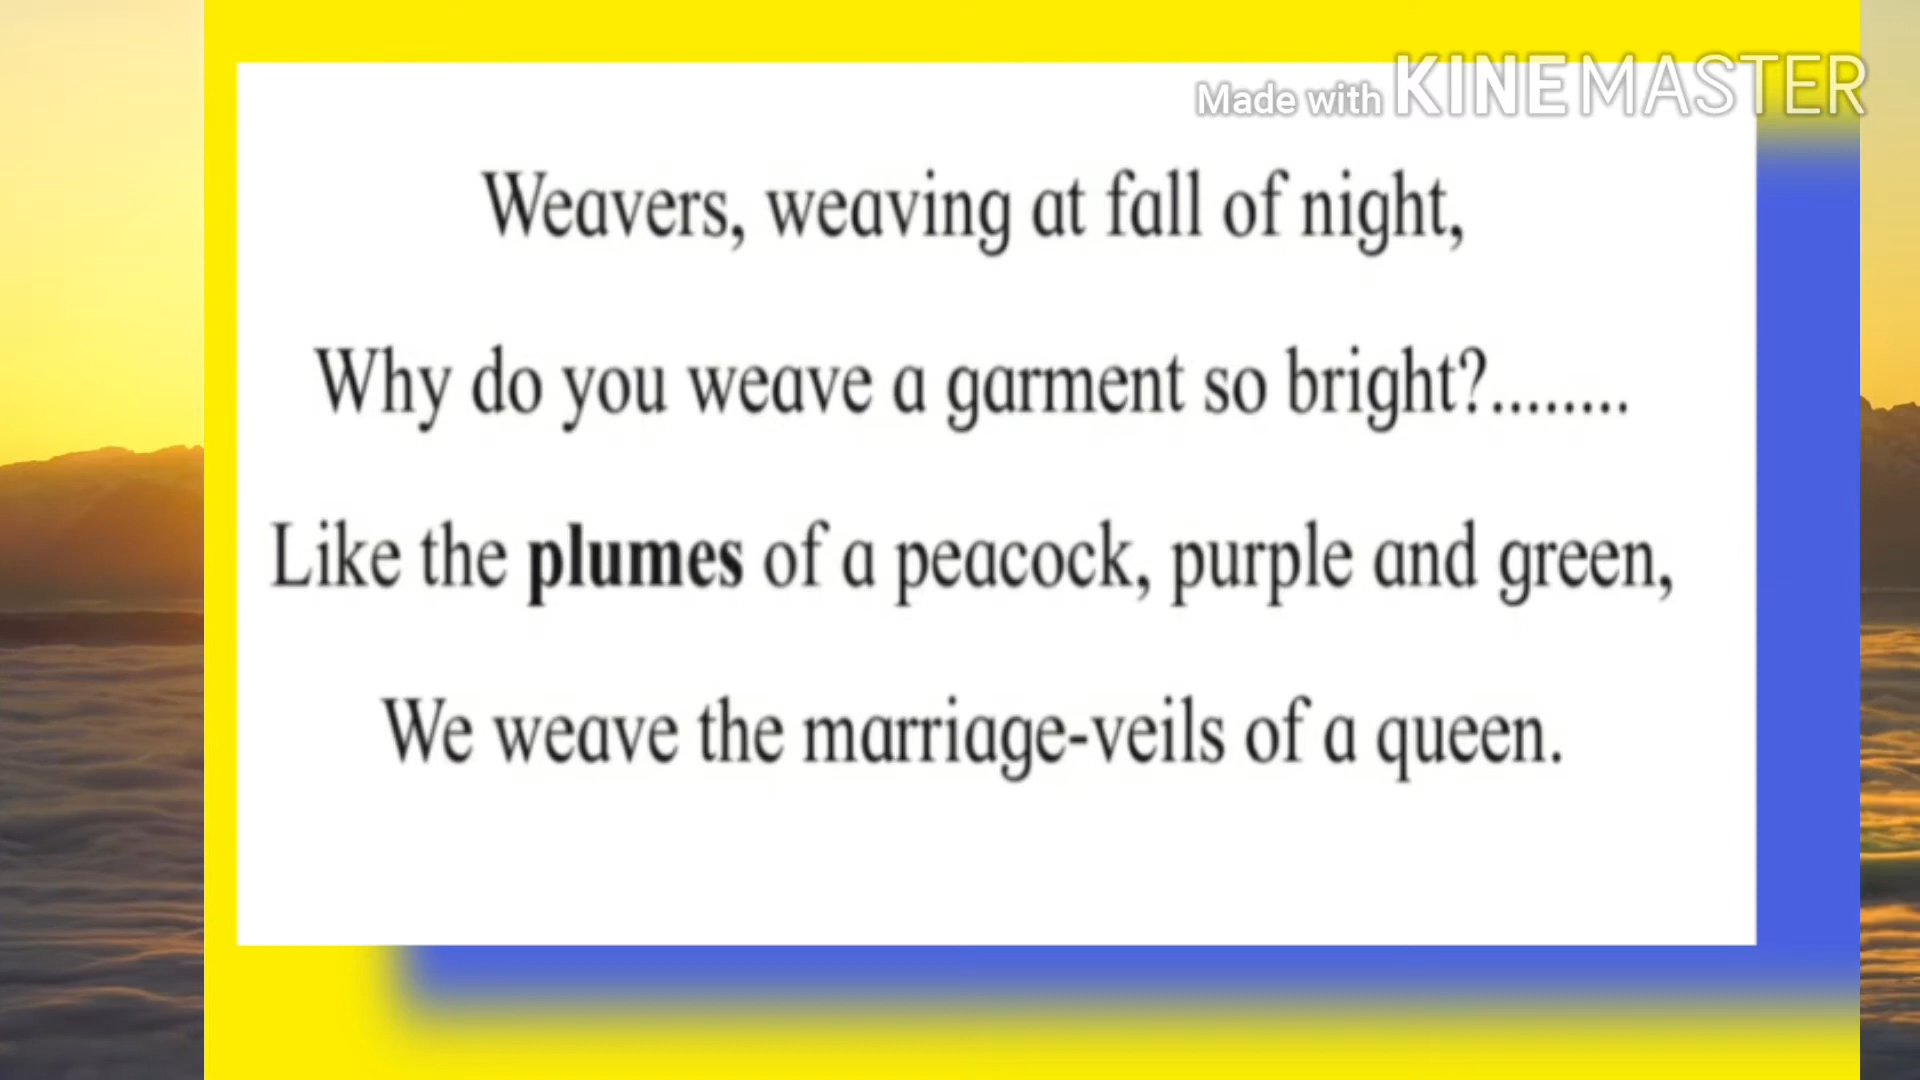 Made with KINEMASTER
Weavers, weaving at fall of night,
Why do you weave a garment so bright?........
Like the plumes of a peacock, purple and green,
We weave the marriage-veils of a queen.